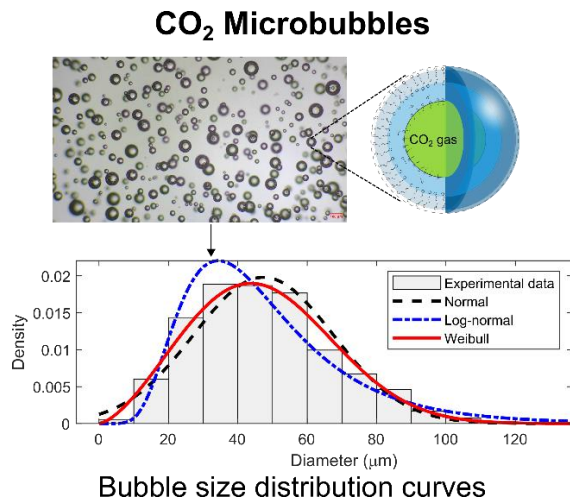 CO₂ Microbubbles
CO₂ gas
Density
0.02
0.015
0.01
0.005
0
Experimental data
Normal
Log-normal
Weibull
0 20 40 60 80 100 120
Diameter (μm)
Bubble size distribution curves